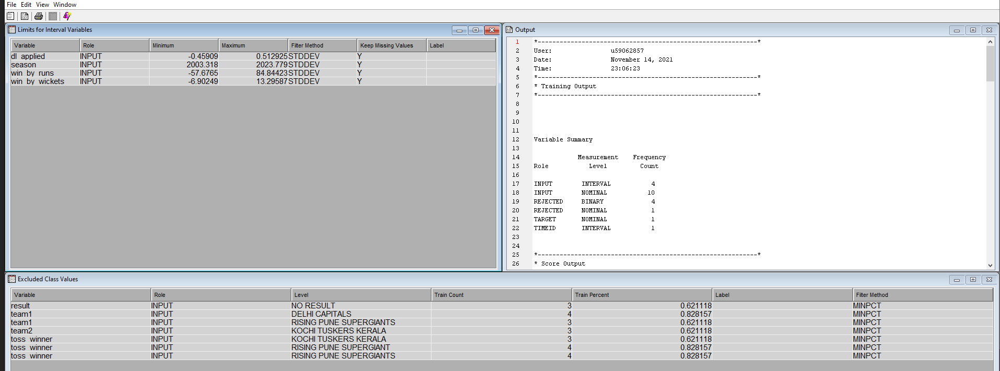 File Edit View Window
Limits for Interval Variables
Variable Role Minimum Maximum Filter Method Keep Missing Values Label
dl_applied INPUT -0.45909 0.512925 STDDEV Y
season INPUT 2003.318 2023.779 STDDEV Y
win_by_runs INPUT -57.6765 84.84423 STDDEV Y
win_by_wickets INPUT -6.90249 13.29587 STDDEV Y
Output
1 *------------------------------------------------------------*
2 User: u59062857
3 Date: November 14, 2021
4 Time: 23:06:23
5 *------------------------------------------------------------*
6 * Training Output
7 *------------------------------------------------------------*
8
9
10
11
12 Variable Summary
13
14 Measurement Frequency
15 Role Level Count
16
17 INPUT INTERVAL 4
18 INPUT NOMINAL 10
19 REJECTED BINARY 4
20 REJECTED NOMINAL 1
21 TARGET NOMINAL 1
22 TIMEID INTERVAL 1
23
24
25 *------------------------------------------------------------*
26 * Score Output
Excluded Class Values
Variable Role Level Train Count Train Percent Label Filter Method
result INPUT NO RESULT 3 0.621118 MINPCT
team1 INPUT DELHI CAPITALS 4 0.828157 MINPCT
team1 INPUT RISING PUNE SUPERGIANTS 3 0.621118 MINPCT
team2 INPUT KOCHI TUSKERS KERALA 3 0.621118 MINPCT
toss_winner INPUT KOCHI TUSKERS KERALA 3 0.621118 MINPCT
toss_winner INPUT RISING PUNE SUPERGIANT 4 0.828157 MINPCT
toss_winner INPUT RISING PUNE SUPERGIANTS 4 0.828157 MINPCT